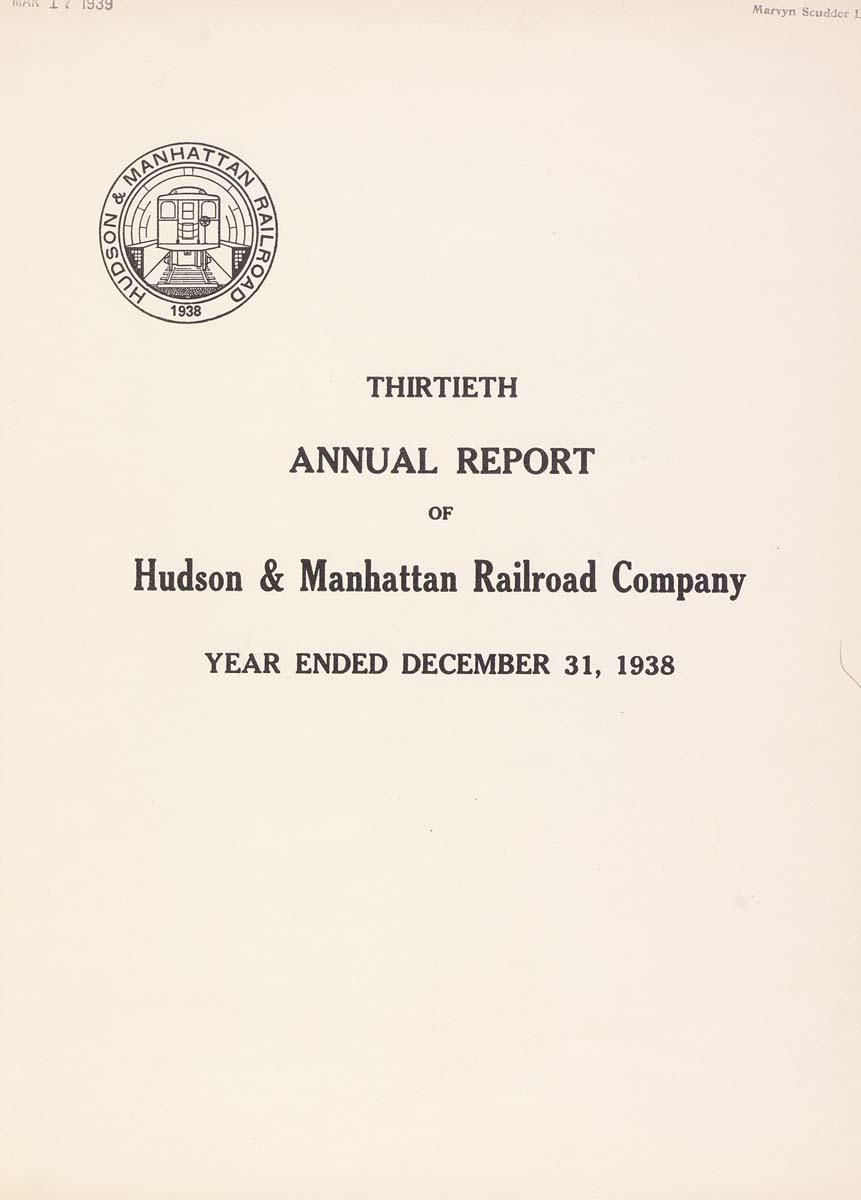 MAR 17 1939
Marvyn Scudder
HUDSON & MANHATTAN RAILROAD
1938
THIRTIETH
ANNUAL REPORT
OF
Hudson & Manhattan Railroad Company
YEAR ENDED DECEMBER 31, 1938